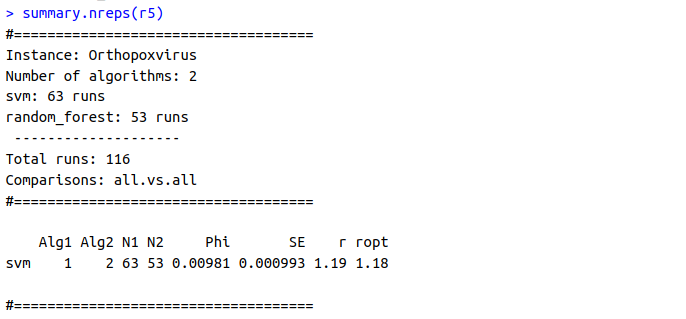 > summary.nreps(r5)
#====================================
Instance: Orthopoxvirus
Number of algorithms: 2
svm: 63 runs
random_forest: 53 runs
 --------------------
Total runs: 116
Comparisons: all.vs.all
#====================================
    Alg1 Alg2 N1 N2     Phi       SE    r ropt
svm    1    2 63 53 0.00981 0.000993 1.19 1.18
#====================================